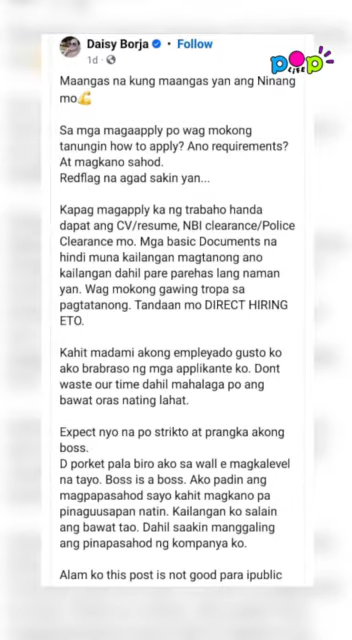 Daisy Borja • Follow
1d •
POP
LIFE
Maangas na kung maangas yan ang Ninang
mo💪
Sa mga magaapply po wag mokong
tanungin how to apply? Ano requirements?
At magkano sahod.
Redflag na agad sakin yan...
Kapag magapply ka ng trabaho handa
dapat ang CV/resume, NBI clearance/Police
Clearance mo. Mga basic Documents na
hindi muna kailangan magtanong ano
kailangan dahil pare parehas lang naman
yan. Wag mokong gawing tropa sa
pagtatanong. Tandaan mo DIRECT HIRING
ETO.
Kahit madami akong empleyado gusto ko
ako brabraso ng mga applikante ko. Dont
waste our time dahil mahalaga po ang
bawat oras nating lahat.
Expect nyo na po strikto at prangka akong
boss.
D porket pala biro ako sa wall e magkalevel
na tayo. Boss is a boss. Ako padin ang
magpapasahod sayo kahit magkano pa
pinaguusapan natin. Kailangan ko salain
ang bawat tao. Dahil saakin manggaling
ang pinapasahod ng kompanya ko.
Alam ko this post is not good para ipublic